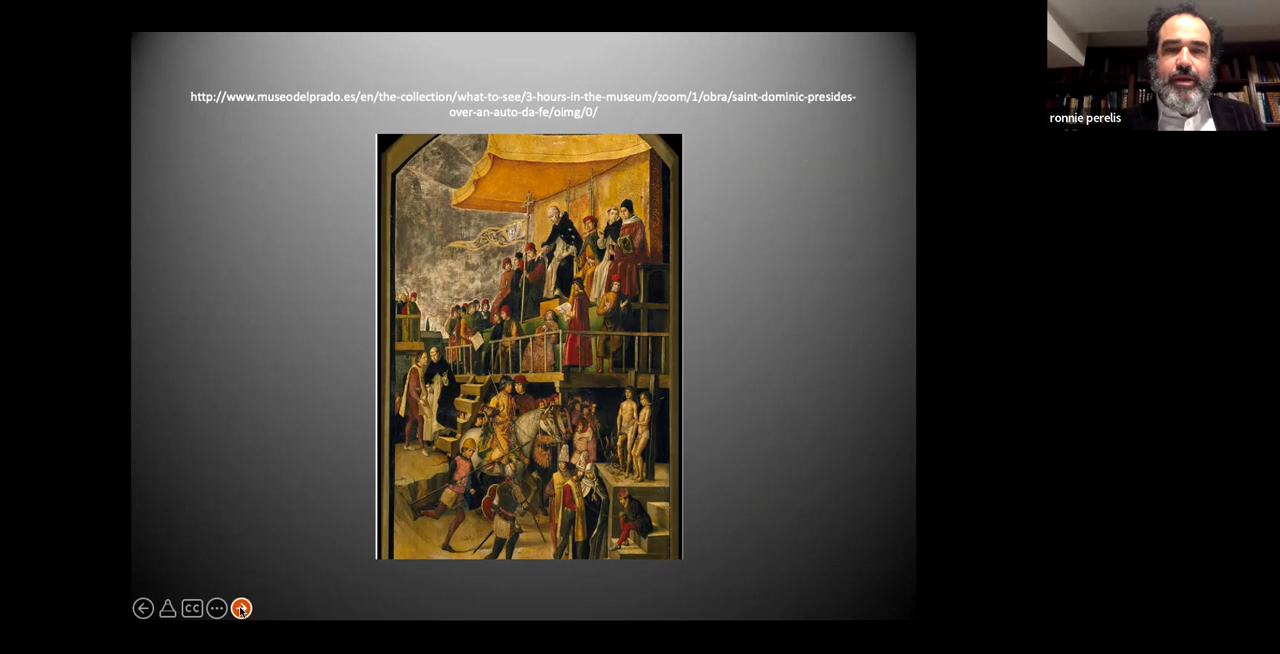 http://www.museodelprado.es/en/the-collection/what-to-see/3-hours-in-the-museum/zoom/1/obra/saint-dominic-presides-
over-an-auto-da-fe/oimg/0/
ronnie perelis
CC